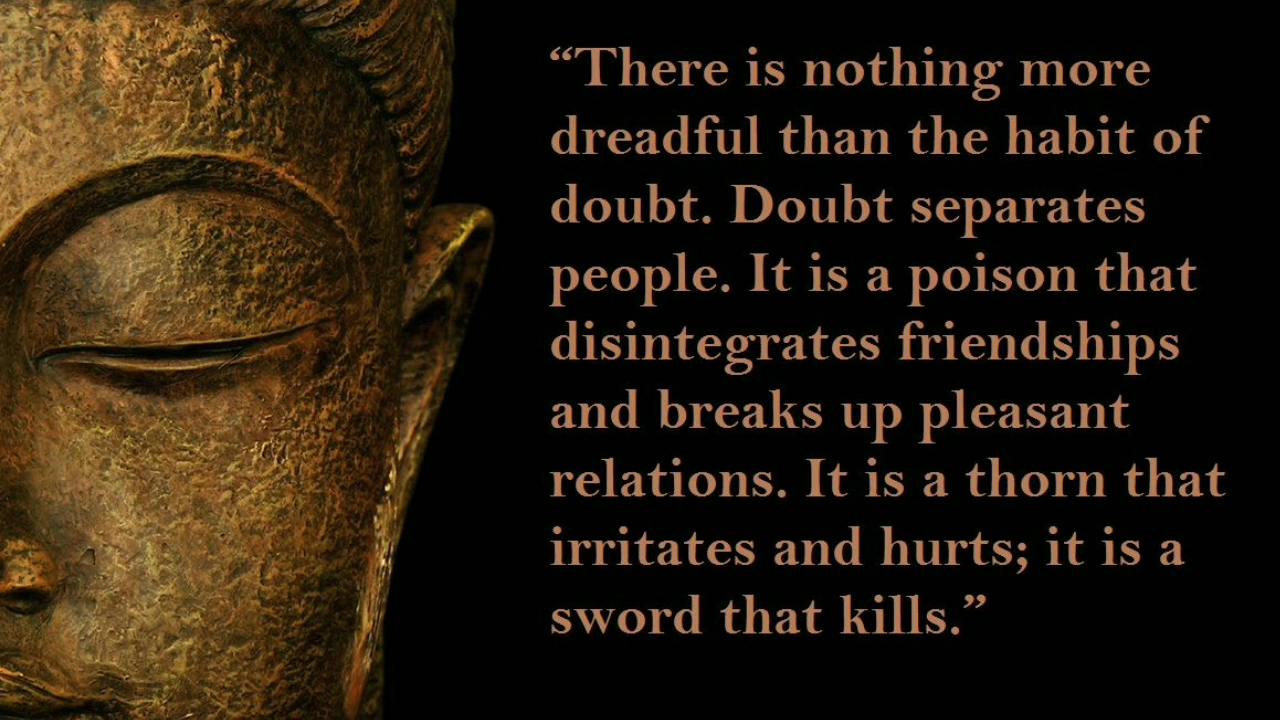 “There is nothing more
dreadful than the habit of
doubt. Doubt separates
people. It is a poison that
disintegrates friendships
and breaks up pleasant
relations. It is a thorn that
irritates and hurts; it is a
sword that kills.”